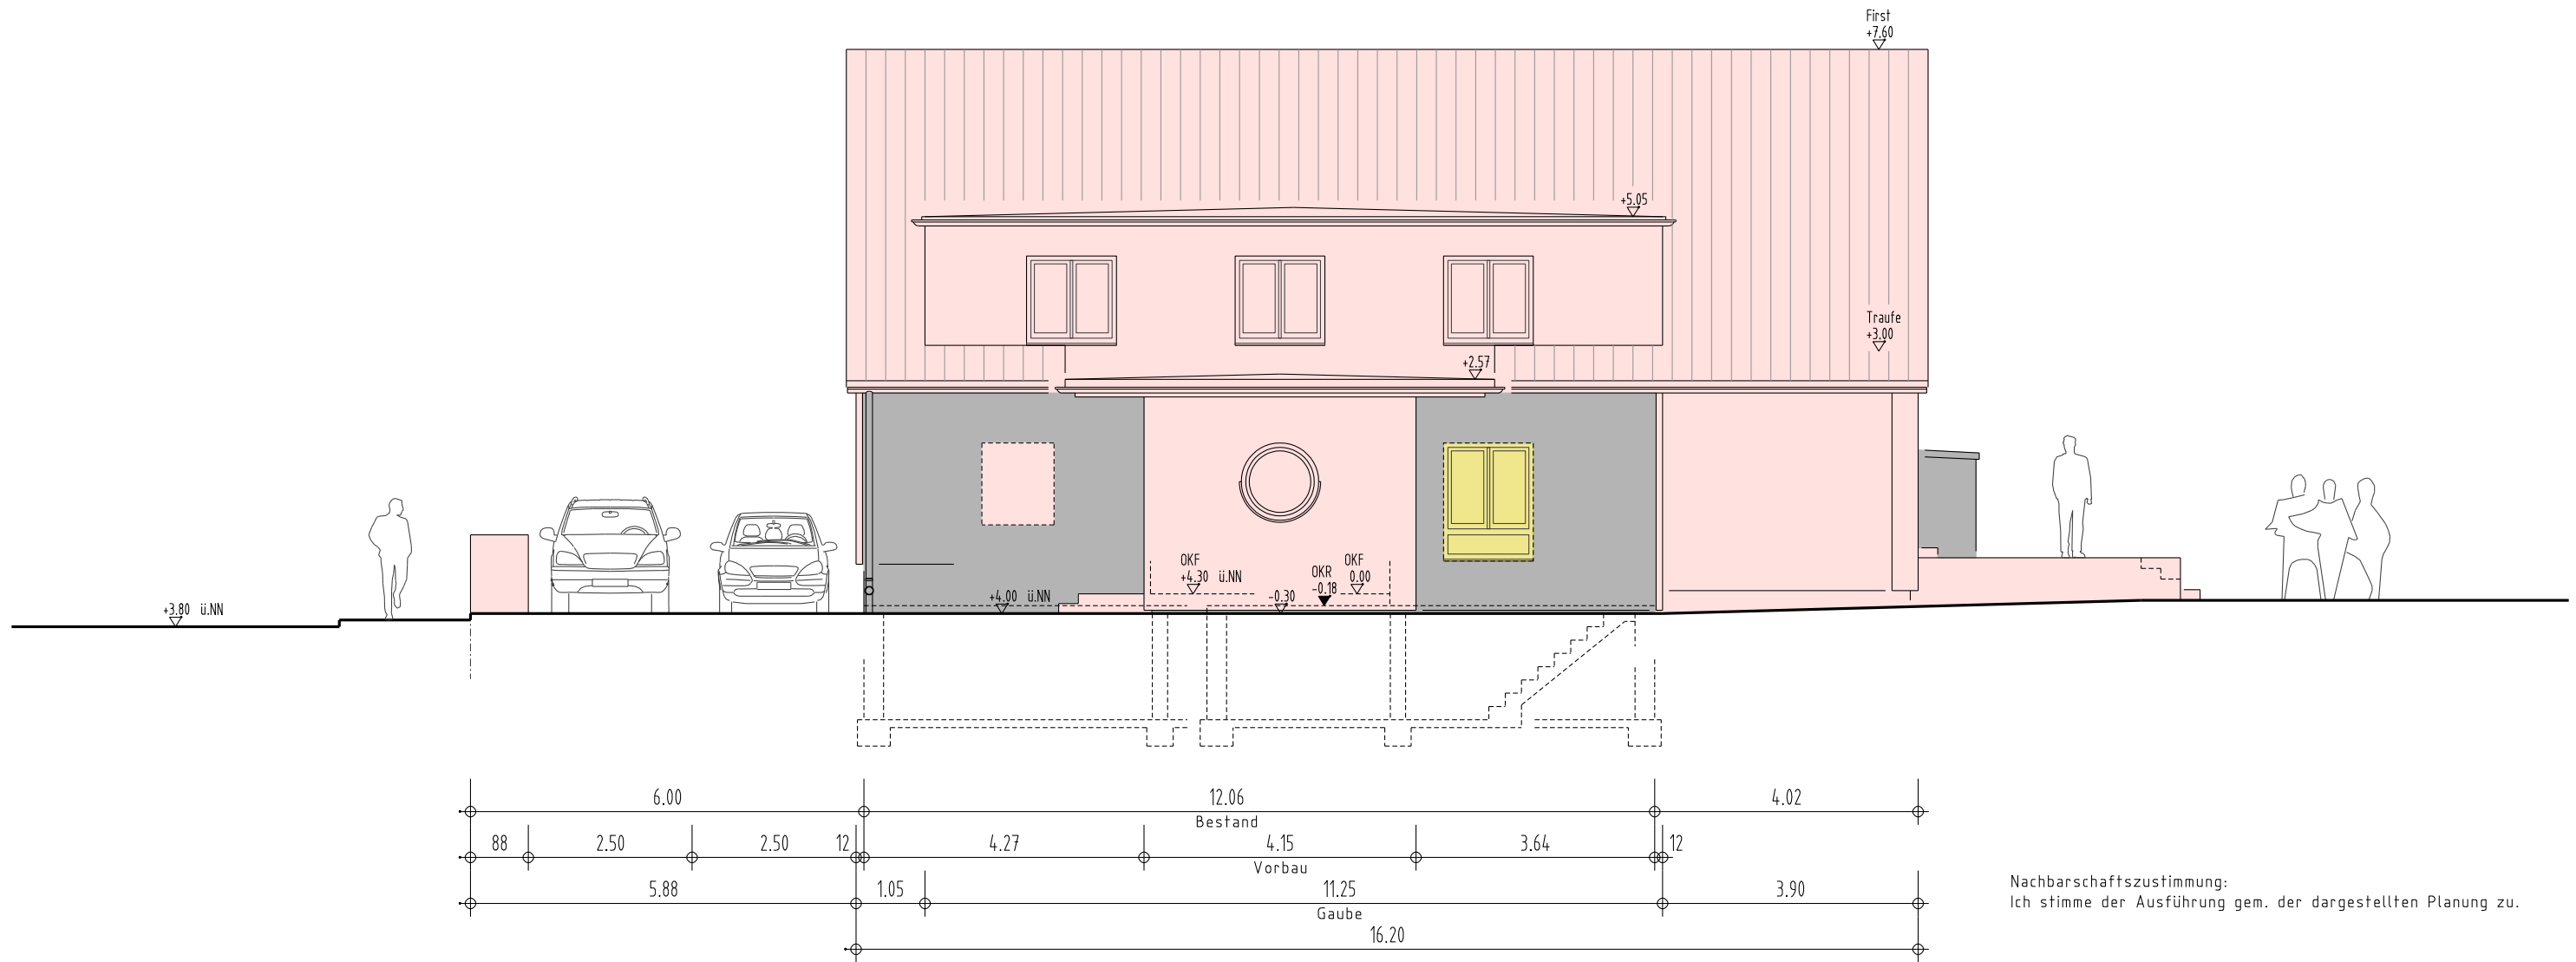 First
+7.60
+5.05
Traufe
+3.00
+2.57
OKF
+4.30 ü.NN
OKR
-0.18
OKF
0.00
+4.00 ü.NN
-0.30
+3.80 ü.NN
6.00 12.06 4.02
Bestand
88 2.50 2.50 12 4.27 4.15 3.64 12
Vorbau
5.88 1.05 11.25 3.90
Gaube
16.20
Nachbarschaftszustimmung:
Ich stimme der Ausführung gem. der dargestellten Planung zu.